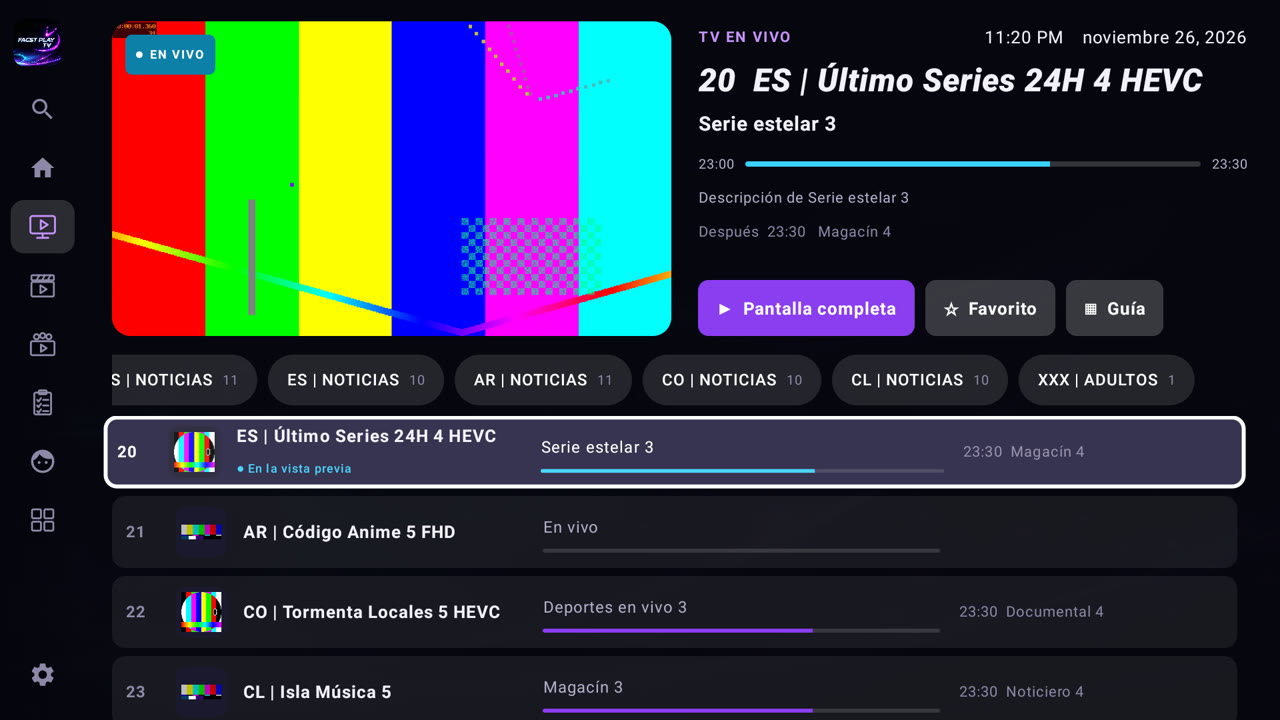 FACST PLAY
TV
EN VIVO
TV EN VIVO
11:20 PM noviembre 26, 2026
20 ES | Último Series 24H 4 HEVC
Serie estelar 3
23:00
23:30
Descripción de Serie estelar 3
Después 23:30 Magacín 4
Pantalla completa
Favorito
Guía
S | NOTICIAS 11
ES | NOTICIAS 10
AR | NOTICIAS 11
CO | NOTICIAS 10
CL | NOTICIAS 10
XXX | ADULTOS 1
20
ES | Último Series 24H 4 HEVC
En la vista previa
Serie estelar 3
23:30 Magacín 4
21
AR | Código Anime 5 FHD
En vivo
22
CO | Tormenta Locales 5 HEVC
Deportes en vivo 3
23:30 Documental 4
23
CL | Isla Música 5
Magacín 3
23:30 Noticiero 4